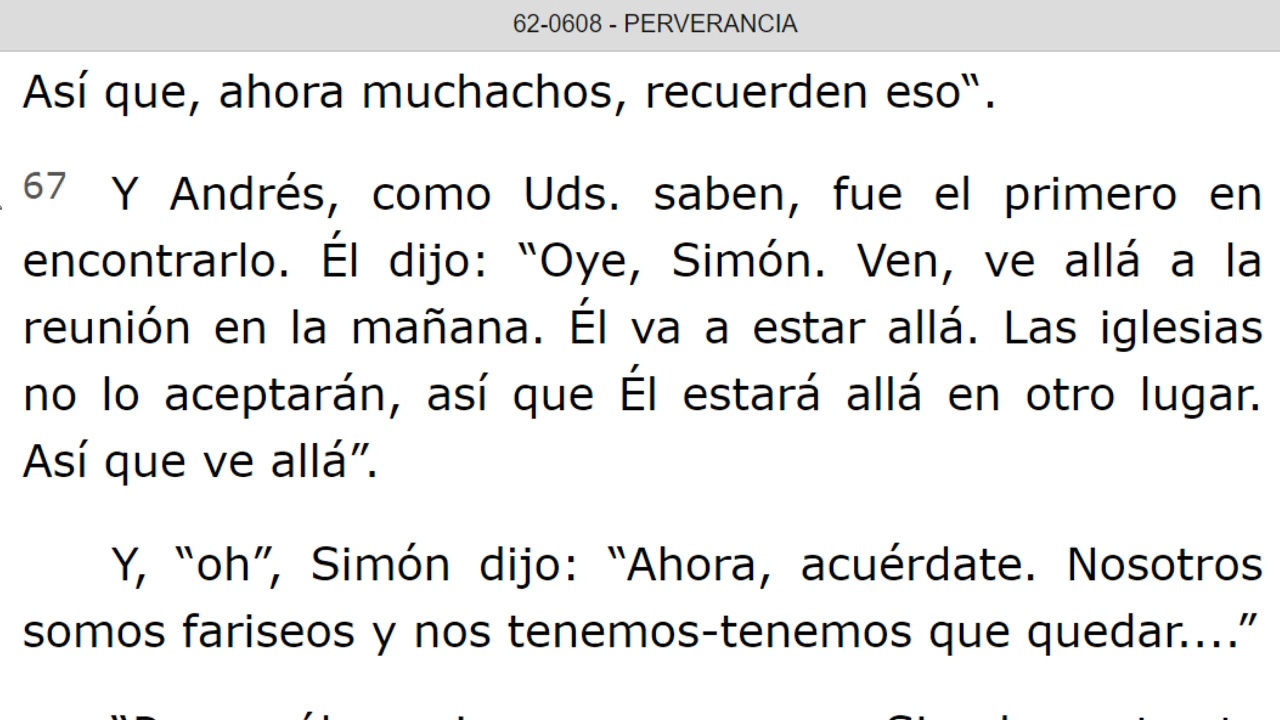 62-0608 - PERVERANCIA
Así que, ahora muchachos, recuerden eso“.
67 Y Andrés, como Uds. saben, fue el primero en
encontrarlo. Él dijo: “Oye, Simón. Ven, ve allá a la
reunión en la mañana. Él va a estar allá. Las iglesias
no lo aceptarán, así que Él estará allá en otro lugar.
Así que ve allá”.
Y, “oh”, Simón dijo: “Ahora, acuérdate. Nosotros
somos fariseos y nos tenemos-tenemos que quedar....”